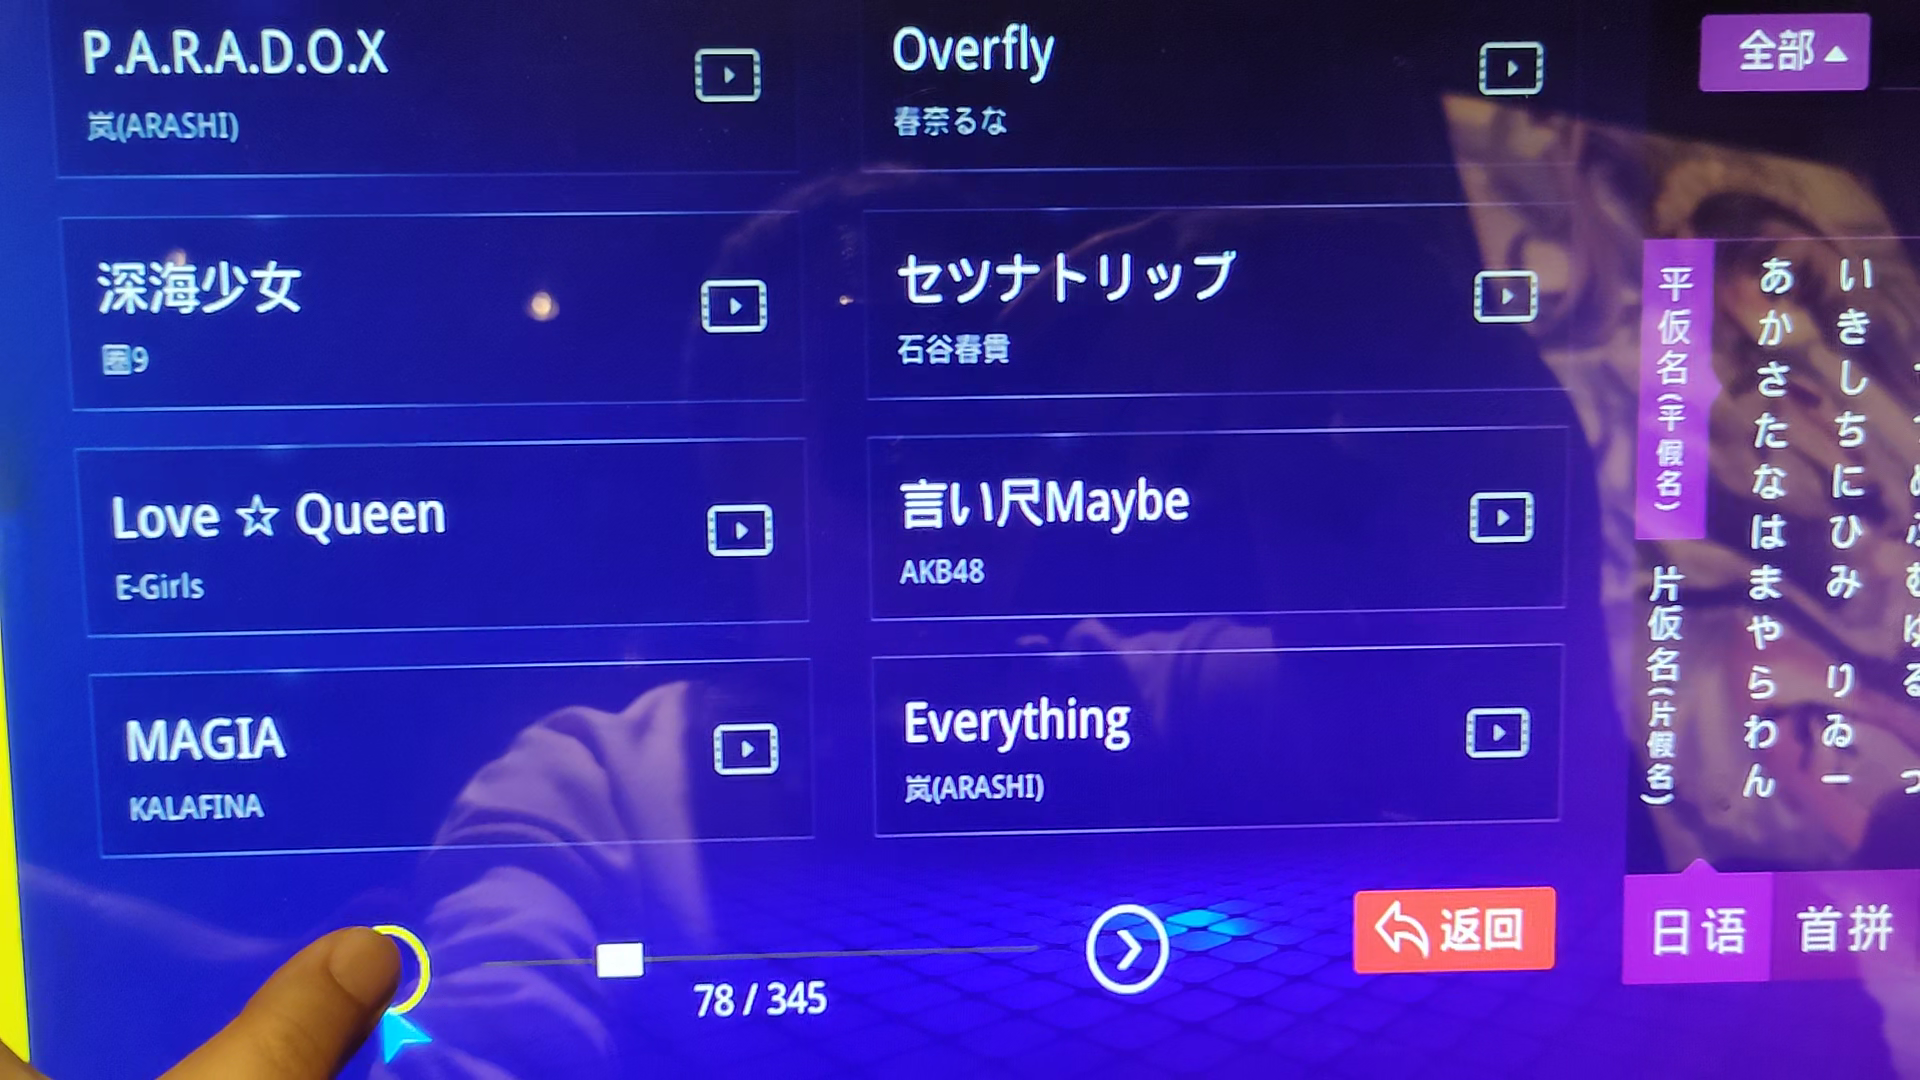 P.A.R.A.D.O.X
岚(ARASHI)
Overfly
春奈るな
全部
深海少女
圈9
セツナトリップ
石谷春貴
Love ☆ Queen
E-Girls
言い尺Maybe
AKB48
MAGIA
KALAFINA
Everything
岚(ARASHI)
平仮名(平假名)
片仮名(片假名)
あかさたなはまやらわん
いきしちにひみ りゐー
78 / 345
返回
日语
首拼